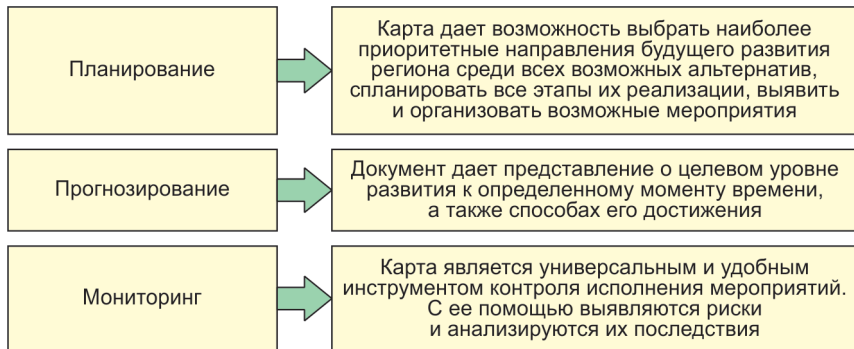 Планирование
Карта дает возможность выбрать наиболее
приоритетные направления будущего развития
региона среди всех возможных альтернатив,
спланировать все этапы их реализации, выявить
и организовать возможные мероприятия
Прогнозирование
Документ дает представление о целевом уровне
развития к определенному моменту времени,
а также способах его достижения
Мониторинг
Карта является универсальным и удобным
инструментом контроля исполнения мероприятий.
С ее помощью выявляются риски
и анализируются их последствия